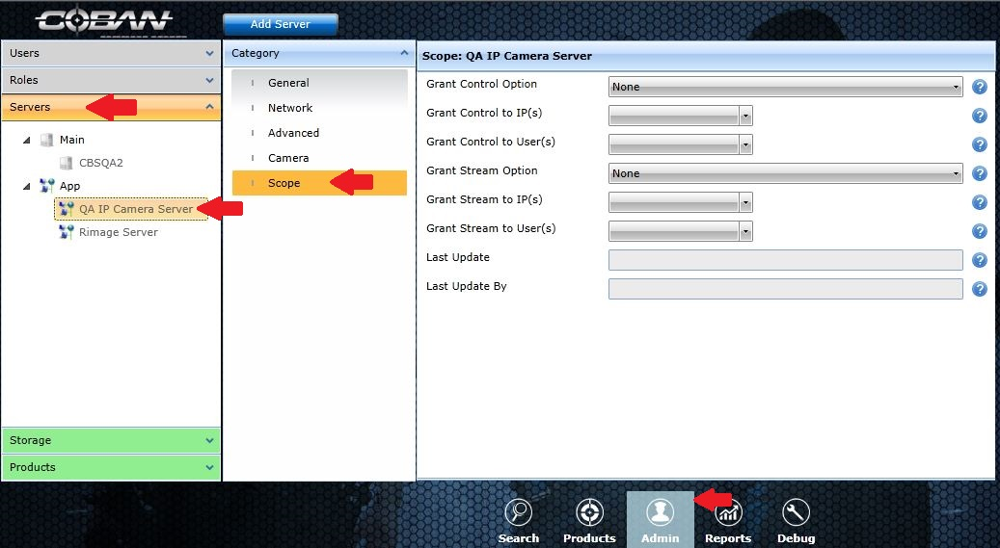 COBAN
Add Server
Users
Roles
Servers
Main
CBSQA2
App
QA IP Camera Server
Rimage Server
Storage
Products
Category
General
Network
Advanced
Camera
Scope
Scope: QA IP Camera Server
Grant Control Option
None
Grant Control to IP(s)
Grant Control to User(s)
Grant Stream Option
None
Grant Stream to IP(s)
Grant Stream to User(s)
Last Update
Last Update By
Search
Products
Admin
Reports
Debug